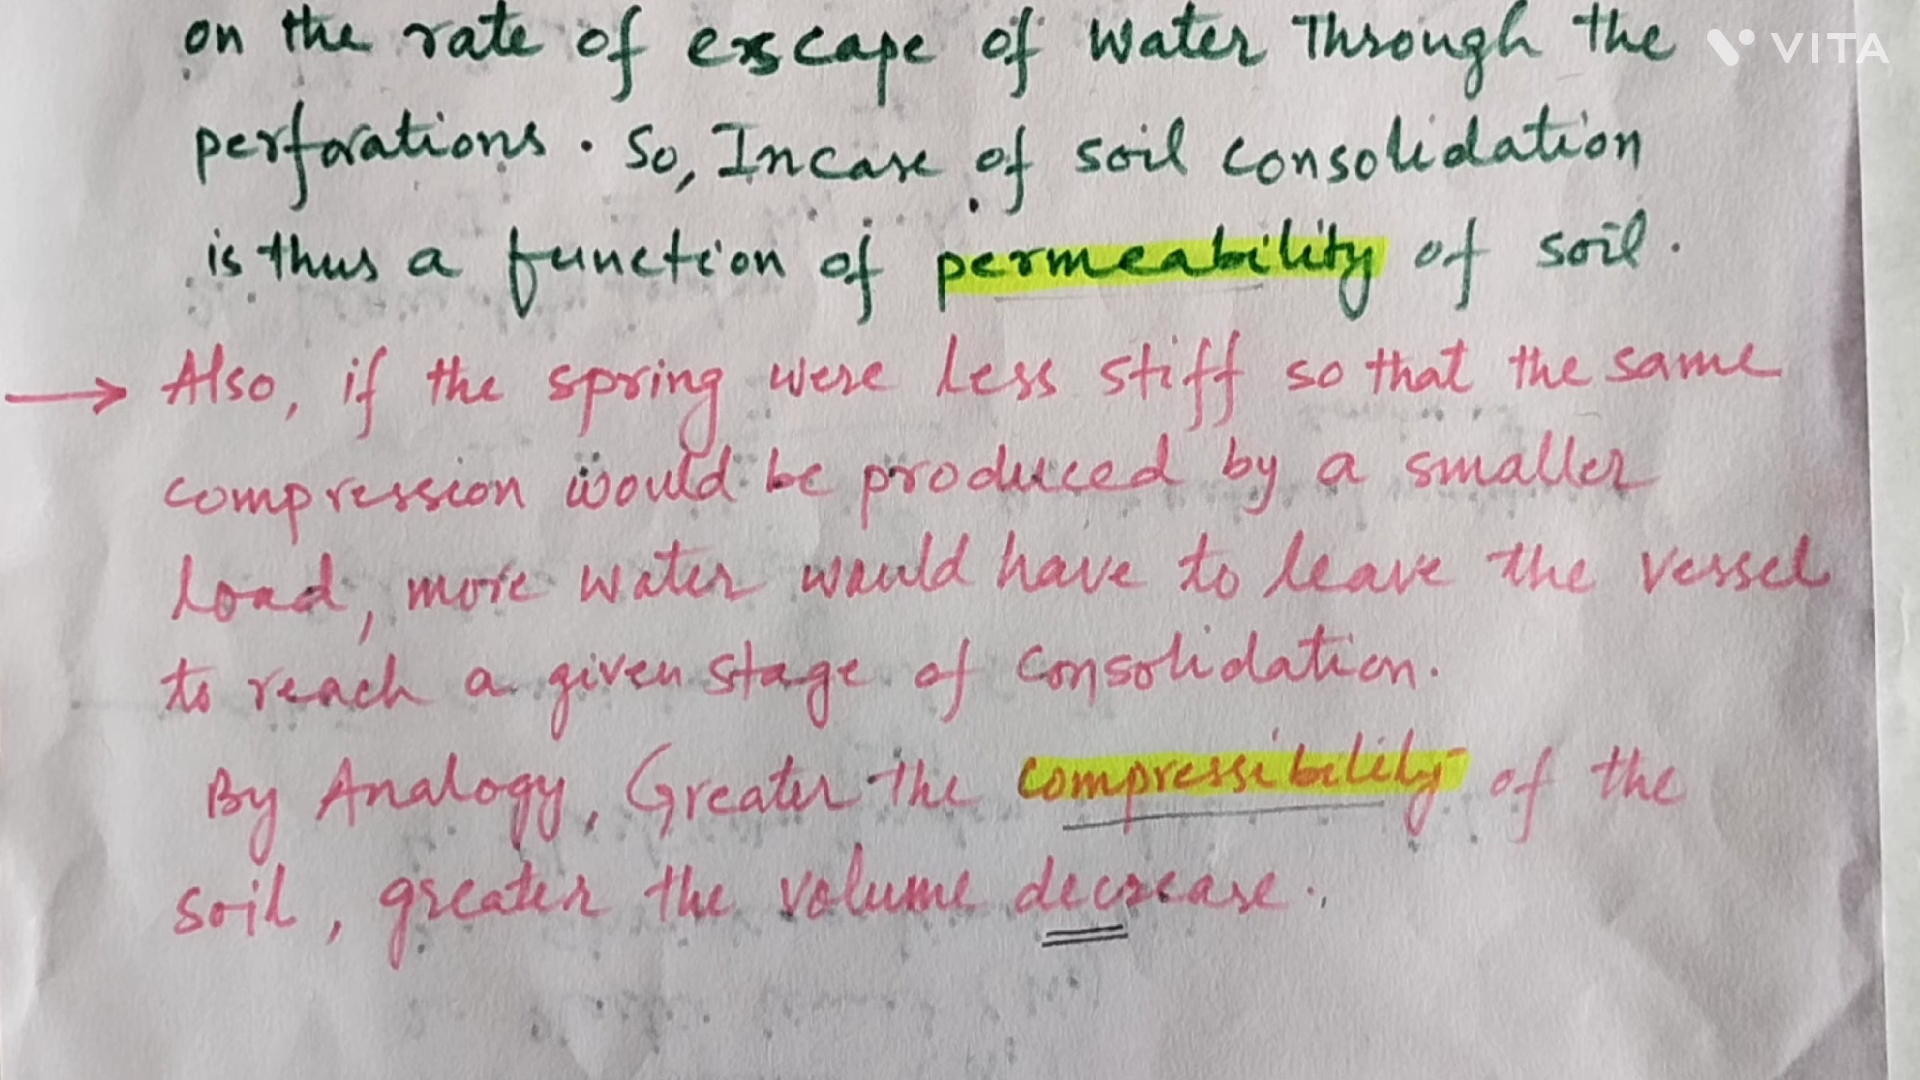 on the rate of exscape of water Through the
VITA
perforations. So, Incase of soil consolidation
is thus a function of permeability of soil.
→ Also, if the spring were less stiff so that the same
compression would be produced by a smaller
load, more water would have to leave the vessel
to reach a given stage of consolidation.
By Analogy, Greater the compressibility of the
soil, greater the volume decrease.